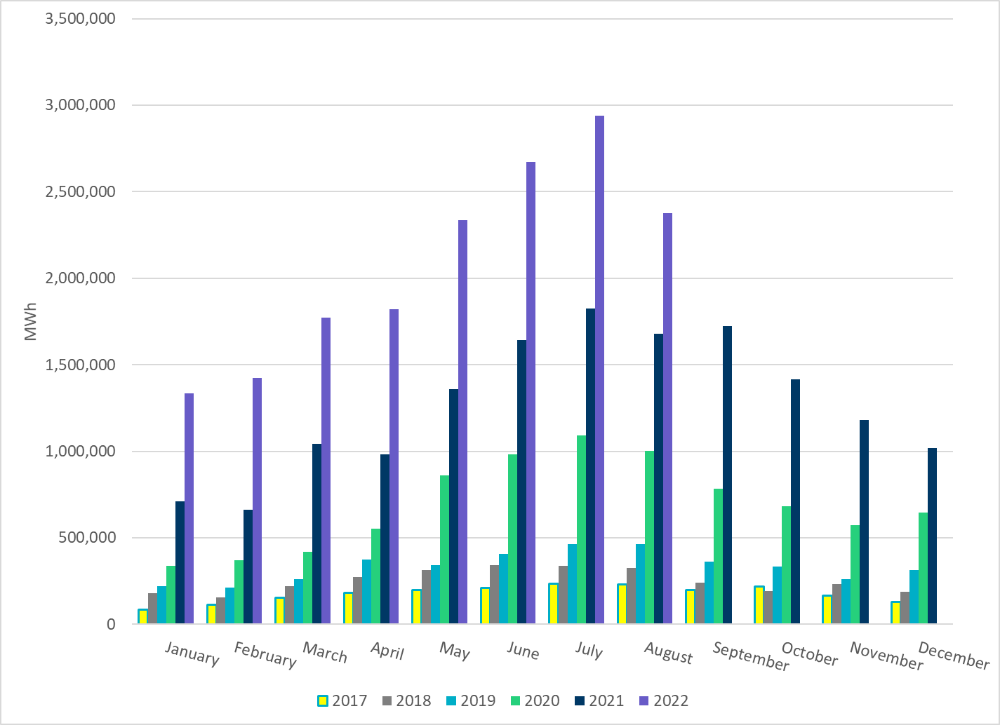 3,500,000
3,000,000
2,500,000
2,000,000
1,500,000
1,000,000
500,000
0
MWh
January February March April May June July August September October November December
2017 2018 2019 2020 2021 2022